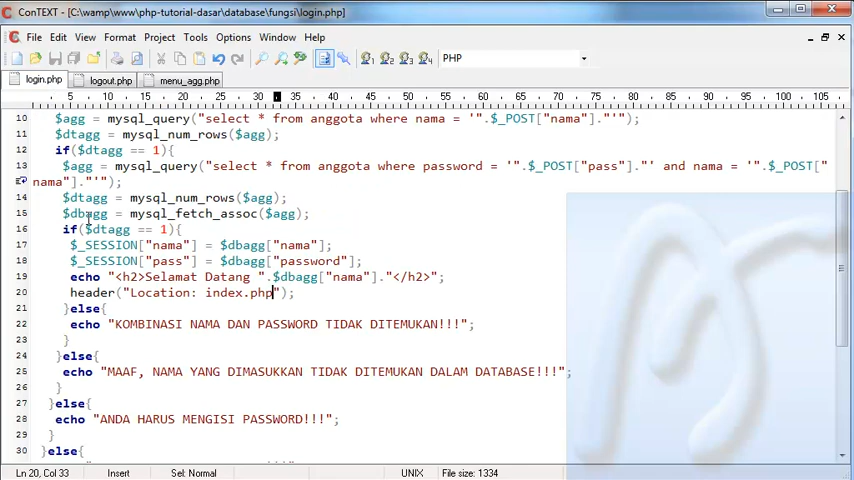 ConTEXT - [C:\wamp\www\php-tutorial-dasar\database\fungsi\login.php]
File Edit View Format Project Tools Options Window Help
1 2 3 4 PHP
login.php logout.php menu_agg.php
5 10 15 20 25 30 35 40 45 50 55 60 65 70 75 80 85 90 95 100 105
10 $agg = mysql_query("select * from anggota where nama = '".$_POST["nama"]."'");
11 $dtagg = mysql_num_rows($agg);
12 if($dtagg == 1){
13 $agg = mysql_query("select * from anggota where password = '".$_POST["pass"]."' and nama = '".$_POST["
nama"]."'");
14 $dtagg = mysql_num_rows($agg);
15 $dbagg = mysql_fetch_assoc($agg);
16 if($dtagg == 1){
17 $_SESSION["nama"] = $dbagg["nama"];
18 $_SESSION["pass"] = $dbagg["password"];
19 echo "<h2>Selamat Datang ".$dbagg["nama"]."</h2>";
20 header("Location: index.php");
21 }else{
22 echo "KOMBINASI NAMA DAN PASSWORD TIDAK DITEMUKAN!!!";
23 }
24 }else{
25 echo "MAAF, NAMA YANG DIMASUKKAN TIDAK DITEMUKAN DALAM DATABASE!!!";
26 }
27 }else{
28 echo "ANDA HARUS MENGISI PASSWORD!!!";
29 }
30 }else{
Ln 20, Col 33 Insert Sel: Normal UNIX File size: 1334